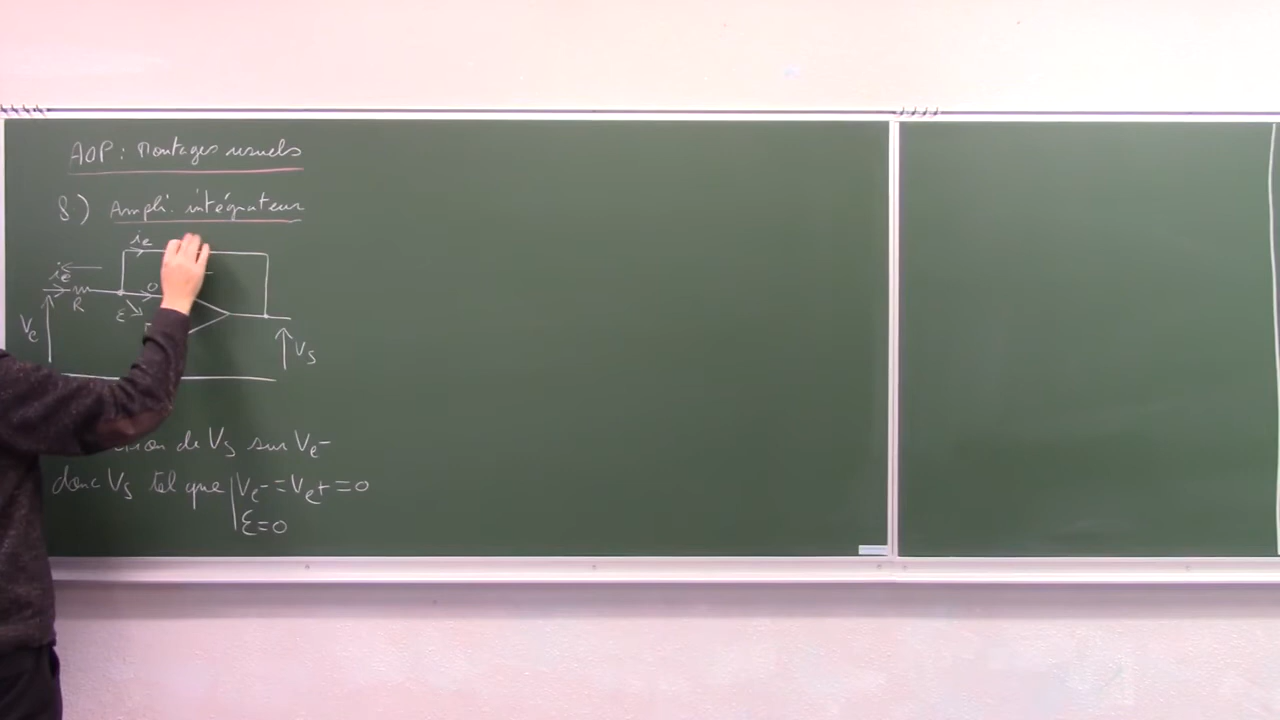 AOP : Montages usuels
8) Ampli. intégrateur
ie
ie
R
0
ε
Ve
Vs
de Vs sur Ve-
donc Vs tel que | Ve- = Ve+ = 0
ε = 0